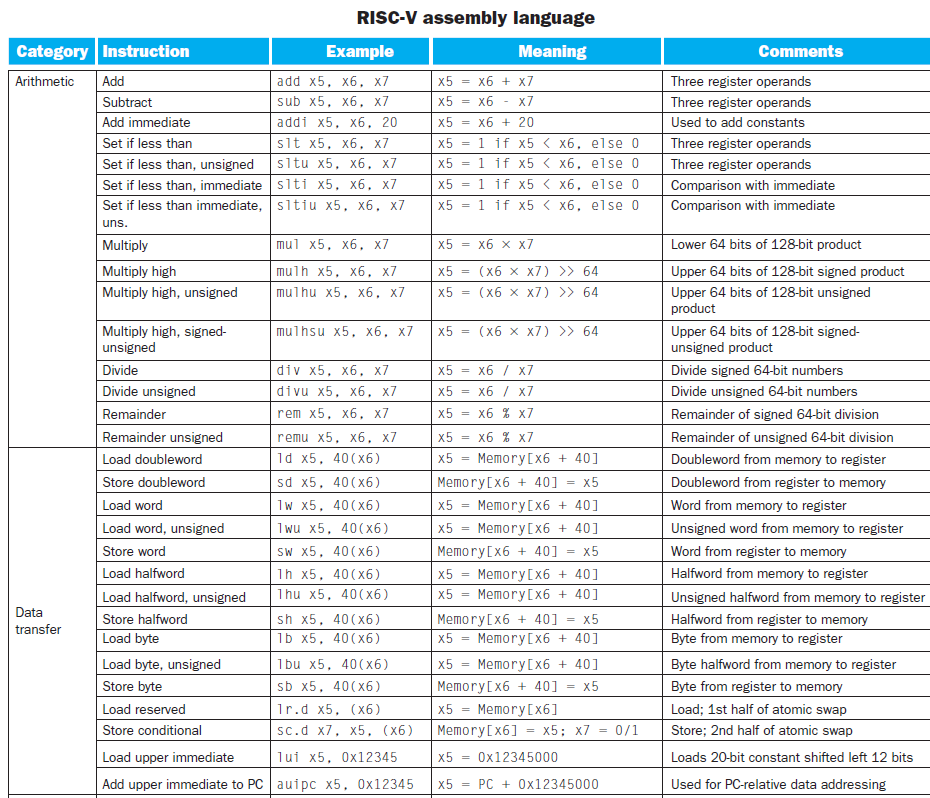 RISC-V assembly language
Category Instruction Example Meaning Comments
Arithmetic Add add x5, x6, x7 x5 = x6 + x7 Three register operands
Subtract sub x5, x6, x7 x5 = x6 - x7 Three register operands
Add immediate addi x5, x6, 20 x5 = x6 + 20 Used to add constants
Set if less than slt x5, x6, x7 x5 = 1 if x5 < x6, else 0 Three register operands
Set if less than, unsigned sltu x5, x6, x7 x5 = 1 if x5 < x6, else 0 Three register operands
Set if less than, immediate slti x5, x6, x7 x5 = 1 if x5 < x6, else 0 Comparison with immediate
Set if less than immediate, sltiu x5, x6, x7 x5 = 1 if x5 < x6, else 0 Comparison with immediate
uns.
Multiply mul x5, x6, x7 x5 = x6 × x7 Lower 64 bits of 128-bit product
Multiply high mulh x5, x6, x7 x5 = (x6 × x7) >> 64 Upper 64 bits of 128-bit signed product
Multiply high, unsigned mulhu x5, x6, x7 x5 = (x6 × x7) >> 64 Upper 64 bits of 128-bit unsigned
product
Multiply high, signed- mulhsu x5, x6, x7 x5 = (x6 × x7) >> 64 Upper 64 bits of 128-bit signed-
unsigned unsigned product
Divide div x5, x6, x7 x5 = x6 / x7 Divide signed 64-bit numbers
Divide unsigned divu x5, x6, x7 x5 = x6 / x7 Divide unsigned 64-bit numbers
Remainder rem x5, x6, x7 x5 = x6 % x7 Remainder of signed 64-bit division
Remainder unsigned remu x5, x6, x7 x5 = x6 % x7 Remainder of unsigned 64-bit division
Load doubleword ld x5, 40(x6) x5 = Memory[x6 + 40] Doubleword from memory to register
Store doubleword sd x5, 40(x6) Memory[x6 + 40] = x5 Doubleword from register to memory
Load word lw x5, 40(x6) x5 = Memory[x6 + 40] Word from memory to register
Load word, unsigned lwu x5, 40(x6) x5 = Memory[x6 + 40] Unsigned word from memory to register
Store word sw x5, 40(x6) Memory[x6 + 40] = x5 Word from register to memory
Load halfword lh x5, 40(x6) x5 = Memory[x6 + 40] Halfword from memory to register
Load halfword, unsigned lhu x5, 40(x6) x5 = Memory[x6 + 40] Unsigned halfword from memory to register
Data
transfer
Store halfword sh x5, 40(x6) Memory[x6 + 40] = x5 Halfword from register to memory
Load byte lb x5, 40(x6) x5 = Memory[x6 + 40] Byte from memory to register
Load byte, unsigned lbu x5, 40(x6) x5 = Memory[x6 + 40] Byte halfword from memory to register
Store byte sb x5, 40(x6) Memory[x6 + 40] = x5 Byte from register to memory
Load reserved lr.d x5, (x6) x5 = Memory[x6] Load; 1st half of atomic swap
Store conditional sc.d x7, x5, (x6) Memory[x6] = x5; x7 = 0/1 Store; 2nd half of atomic swap
Load upper immediate lui x5, 0x12345 x5 = 0x12345000 Loads 20-bit constant shifted left 12 bits
Add upper immediate to PC auipc x5, 0x12345 x5 = PC + 0x12345000 Used for PC-relative data addressing